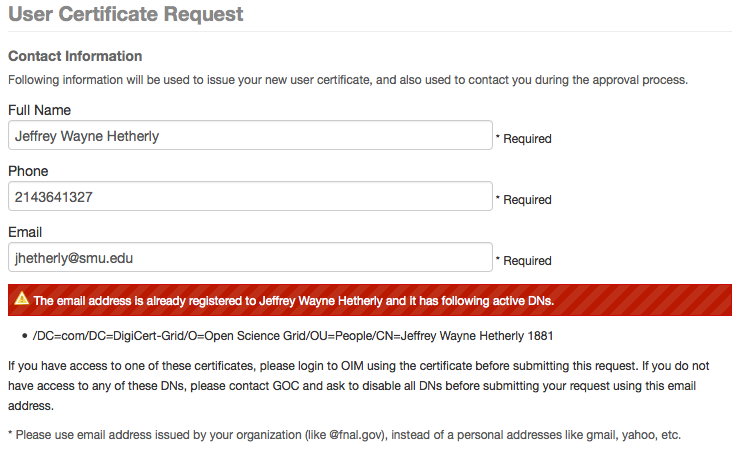 User Certificate Request
Contact Information
Following information will be used to issue your new user certificate, and also used to contact you during the approval process.
Full Name
Jeffrey Wayne Hetherly * Required
Phone
2143641327 * Required
Email
jhetherly@smu.edu * Required
The email address is already registered to Jeffrey Wayne Hetherly and it has following active DNs.
• /DC=com/DC=DigiCert-Grid/O=Open Science Grid/OU=People/CN=Jeffrey Wayne Hetherly 1881
If you have access to one of these certificates, please login to OIM using the certificate before submitting this request. If you do not
have access to any of these DNs, please contact GOC and ask to disable all DNs before submitting your request using this email
address.
* Please use email address issued by your organization (like @fnal.gov), instead of a personal addresses like gmail, yahoo, etc.